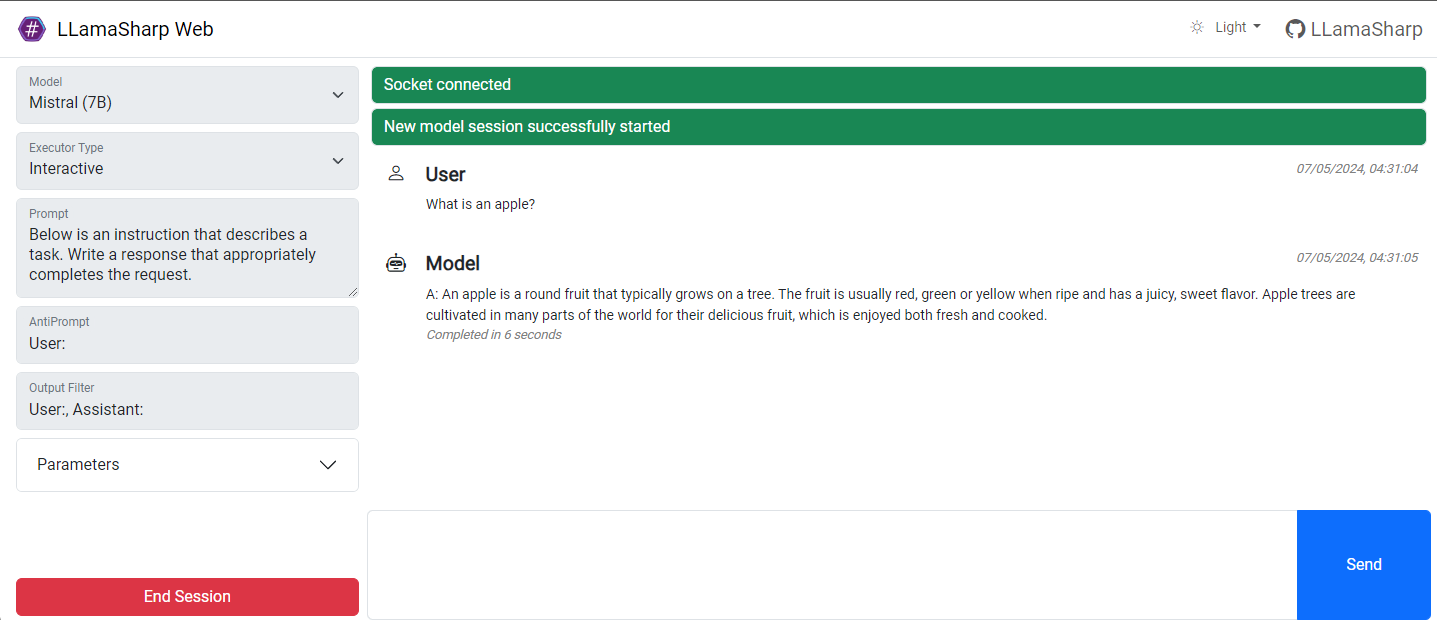 #
LLamaSharp Web
Light
LLamaSharp
Model
Mistral (7B)
Executor Type
Interactive
Prompt
Below is an instruction that describes a
task. Write a response that appropriately
completes the request.
AntiPrompt
User:
Output Filter
User:, Assistant:
Parameters
End Session
Socket connected
New model session successfully started
User
07/05/2024, 04:31:04
What is an apple?
Model
07/05/2024, 04:31:05
A: An apple is a round fruit that typically grows on a tree. The fruit is usually red, green or yellow when ripe and has a juicy, sweet flavor. Apple trees are
cultivated in many parts of the world for their delicious fruit, which is enjoyed both fresh and cooked.
Completed in 6 seconds
Send